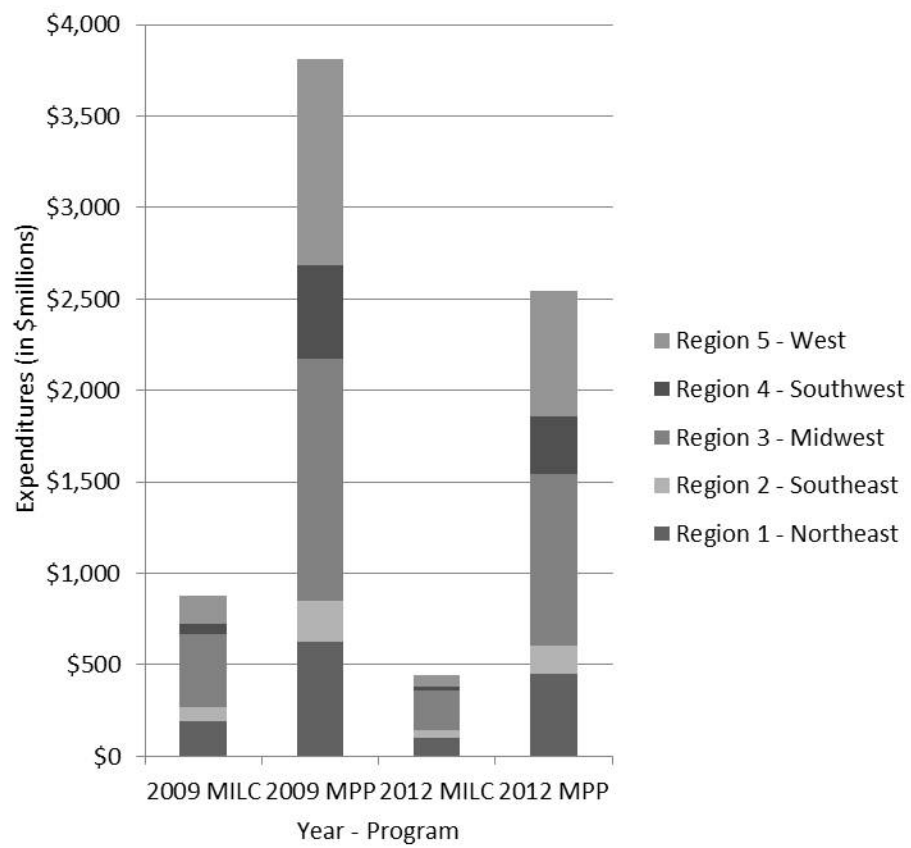 $4,000
$3,500
$3,000
$2,500
$2,000
$1,500
$1,000
$500
$0
Expenditures (in $millions)
2009 MILC 2009 MPP 2012 MILC 2012 MPP
Year - Program
Region 5 - West
Region 4 - Southwest
Region 3 - Midwest
Region 2 - Southeast
Region 1 - Northeast